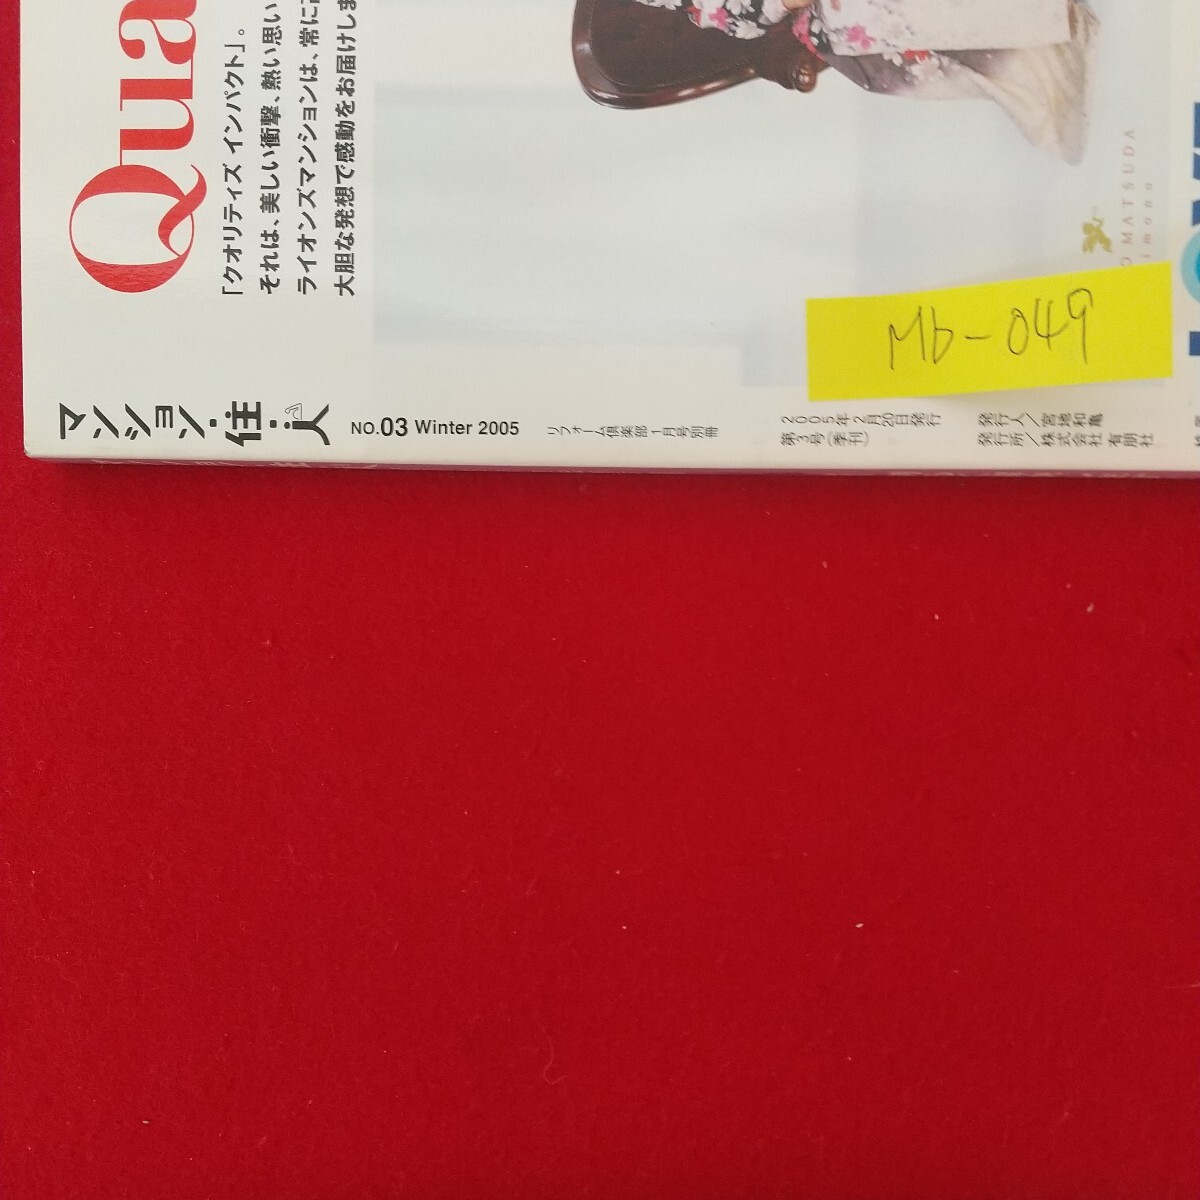 Qua
「クオリティズ インパクト」。
それは、美しい衝撃、熱い思い
ライオンズマンションは、常に
大胆な発想で感動をお届けしま
MATSUDA
imono
Mb-049
マンション・住・人
NO.03 Winter 2005
リフォーム倶楽部1月号別冊
2005年2月20日発行
第3号(季刊)
発行人/宮地和亀
発行所/株式会社 有朋社